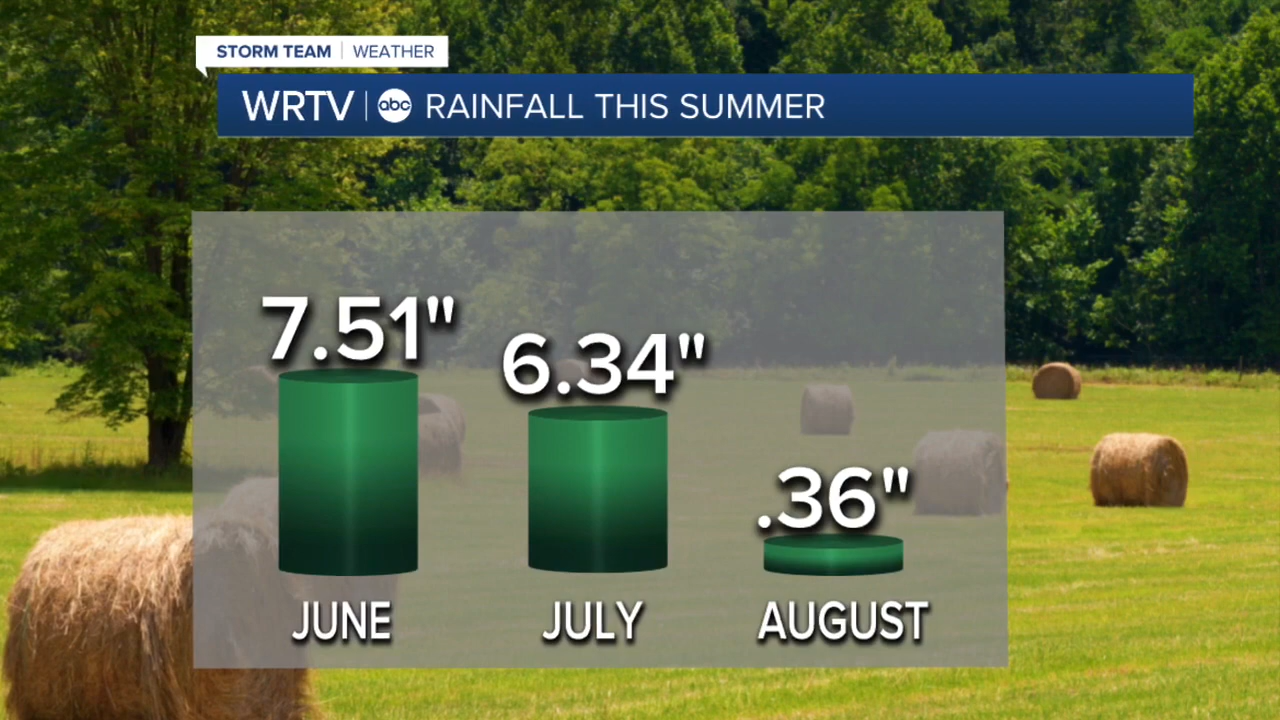 STORM TEAM | WEATHER
WRTV | abc RAINFALL THIS SUMMER
7.51"
6.34"
.36"
JUNE
JULY
AUGUST